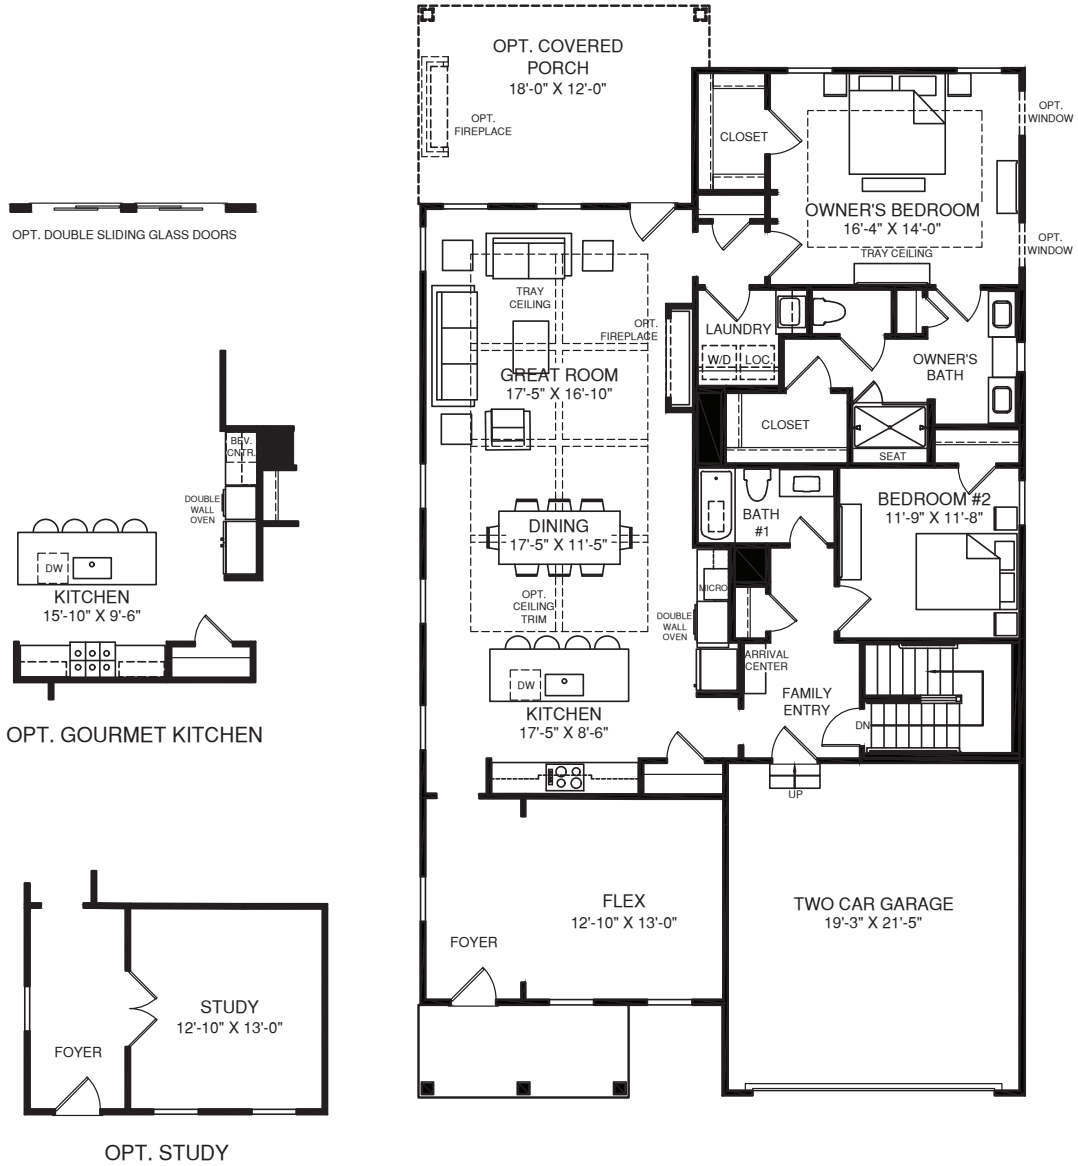 OPT. COVERED
PORCH
18'-0" X 12'-0"
OPT.
FIREPLACE
CLOSET
OPT.
WINDOW
OWNER'S BEDROOM
16'-4" X 14'-0"
TRAY CEILING
OPT.
WINDOW
OPT. DOUBLE SLIDING GLASS DOORS
TRAY
CEILING
OPT.
FIREPLACE
LAUNDRY
W/D
LOC.
OWNER'S
BATH
GREAT ROOM
17'-5" X 16'-10"
CLOSET
SEAT
BEV.
CNTR.
DOUBLE
WALL
OVEN
DW
KITCHEN
15'-10" X 9'-6"
OPT. GOURMET KITCHEN
DINING
17'-5" X 11'-5"
BATH
#1
BEDROOM #2
11'-9" X 11'-8"
OPT.
CEILING
TRIM
MICRO
DOUBLE
WALL
OVEN
ARRIVAL
CENTER
DW
KITCHEN
17'-5" X 8'-6"
FAMILY
ENTRY
DN
UP
FLEX
12'-10" X 13'-0"
FOYER
TWO CAR GARAGE
19'-3" X 21'-5"
STUDY
12'-10" X 13'-0"
FOYER
OPT. STUDY